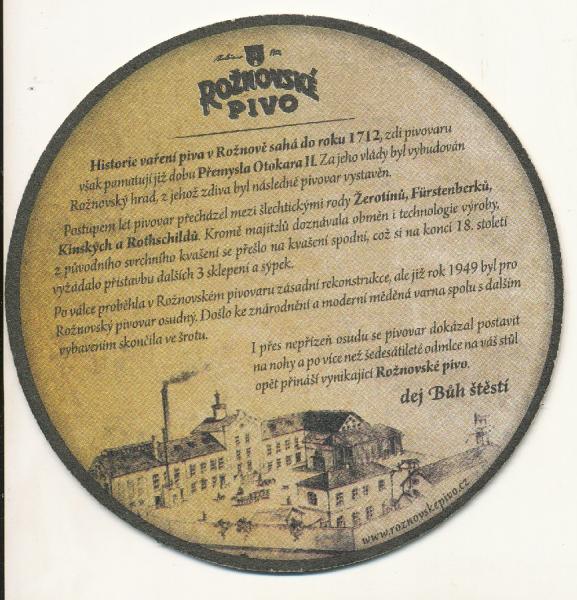 ROŽNOVSKÉ
PIVO
Historie vaření piva v Rožnově sahá do roku 1712, zdi pivovaru
však pamatují již dobu Přemysla Otokara II. Za jeho vlády byl vybudován
Rožnovský hrad, z jehož zdiva byl následně pivovar vystavěn.
Postupem let pivovar přecházel mezi šlechtickými rody Žerotínů, Fürstenberků,
Kinských a Rothschildů. Kromě majitelů doznávala obměn i technologie výroby,
z původního svrchního kvašení se přešlo na kvašení spodní, což si na konci 18. století
vyžádalo přístavbu dalších 3 sklepení a sýpek.
Po válce proběhla v Rožnovském pivovaru zásadní rekonstrukce, ale již rok 1949 byl pro
Rožnovský pivovar osudný. Došlo ke znárodnění a moderní měděná varna spolu s dalším
vybavením skončila ve šrotu.
I přes nepřízeň osudu se pivovar dokázal postavit
na nohy a po více než šedesátileté odmlce na váš stůl
opět přináší vynikající Rožnovské pivo.
dej Bůh štěstí
www.roznovskepivo.cz